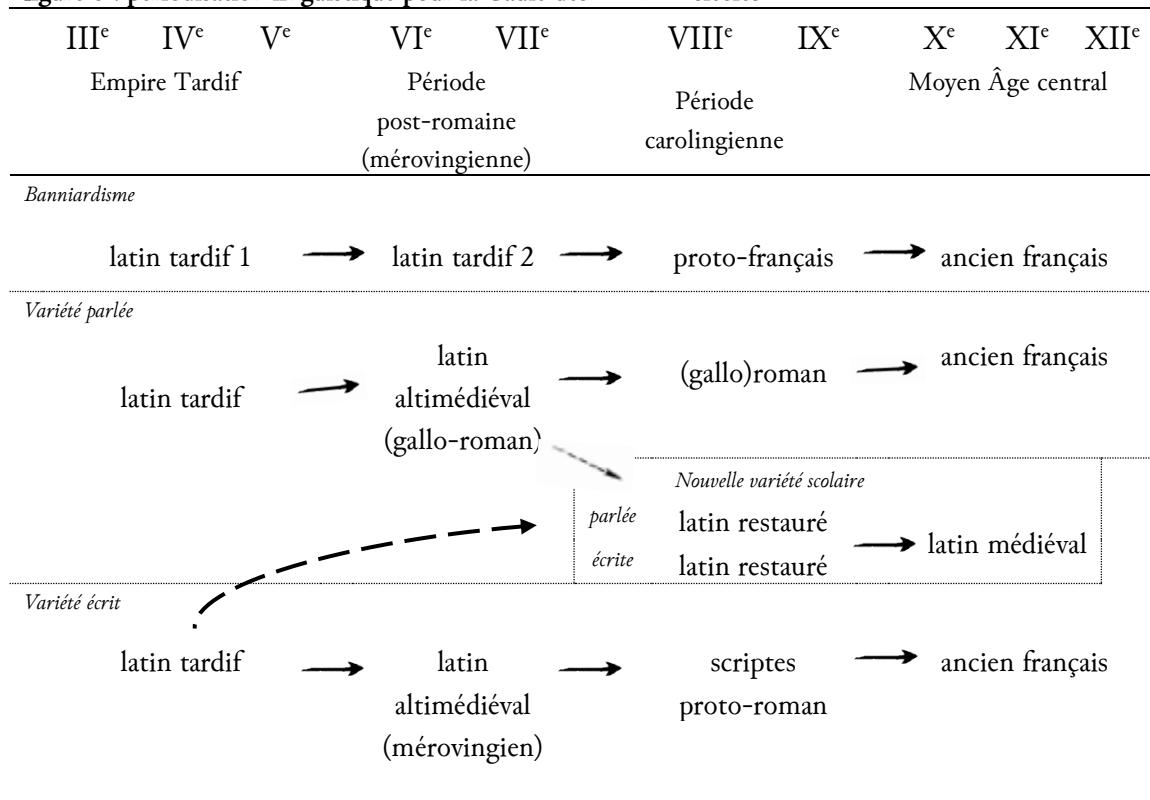 IIIᵉ IVᵉ Vᵉ VIᵉ VIIᵉ VIIIᵉ IXᵉ Xᵉ XIᵉ XIIᵉ
Empire Tardif
Période
post-romaine
(mérovingienne)
Période
carolingienne
Moyen Âge central
Banniardisme
latin tardif 1 → latin tardif 2 → proto-français → ancien français
Variété parlée
latin tardif →
latin
altimédiéval
(gallo-roman)
→ (gallo)roman → ancien français
Nouvelle variété scolaire
parlée latin restauré
écrite latin restauré
→ latin médiéval
Variété écrit
latin tardif →
latin
altimédiéval
(mérovingien)
→ scriptes
proto-roman
→ ancien français